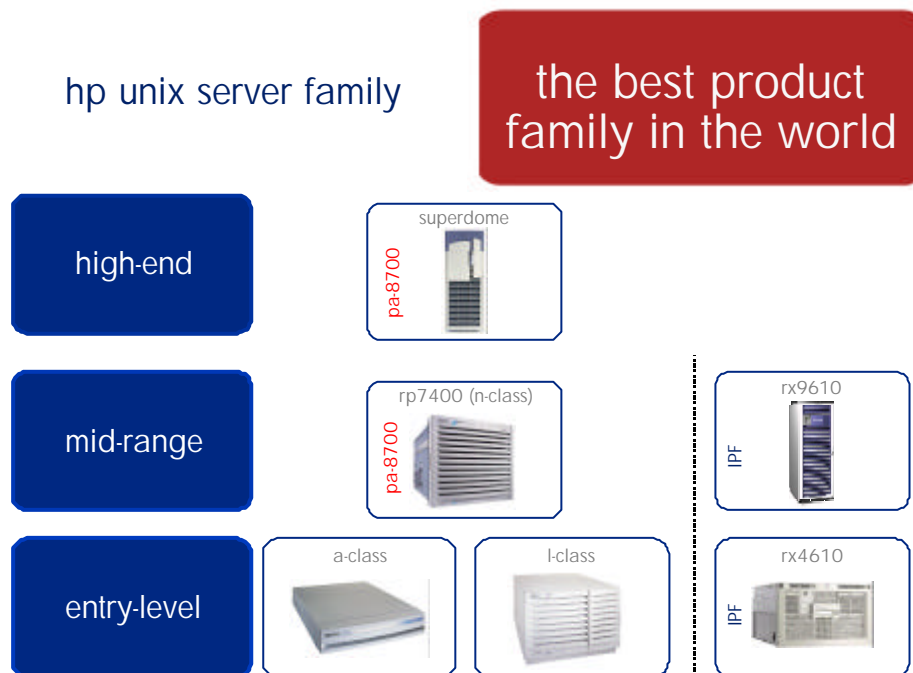 hp unix server family
the best product
family in the world
high-end
superdome
pa-8700
mid-range
rp7400 (n-class)
pa-8700
rx9610
IPF
entry-level
a-class
l-class
rx4610
IPF